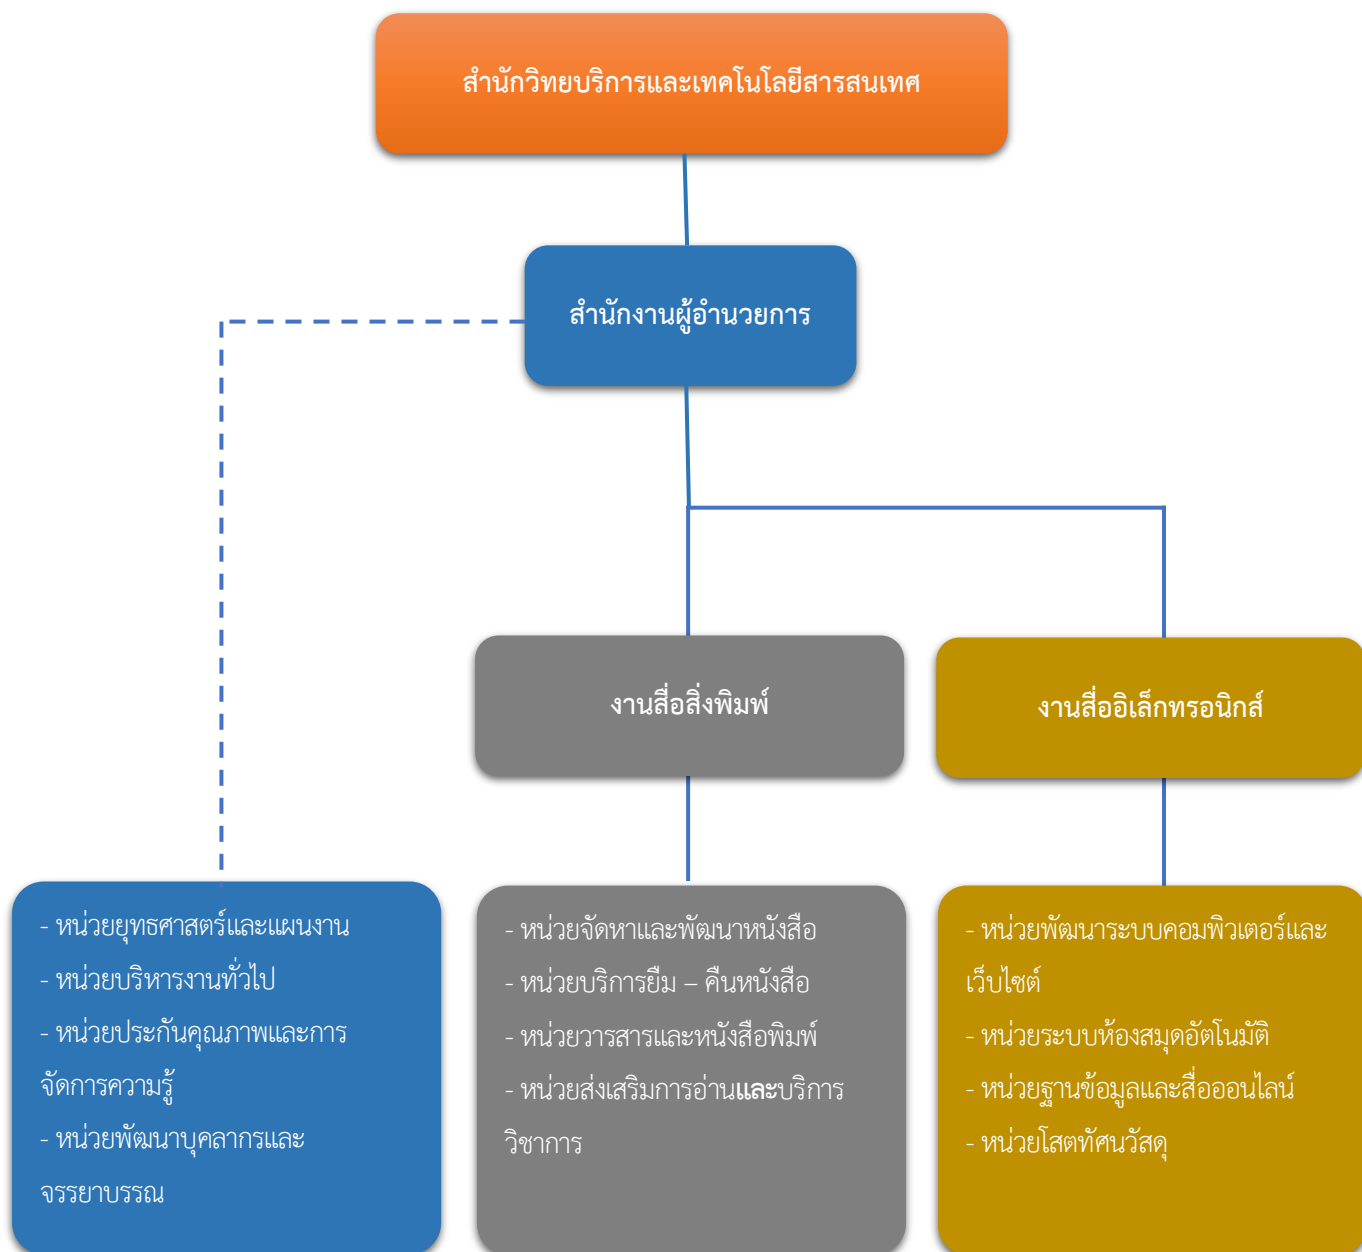 สำนักวิทยบริการและเทคโนโลยีสารสนเทศ
สำนักงานผู้อำนวยการ
งานสื่อสิ่งพิมพ์
งานสื่ออิเล็กทรอนิกส์
- หน่วยยุทธศาสตร์และแผนงาน
- หน่วยบริหารงานทั่วไป
- หน่วยประกันคุณภาพและการ
จัดการความรู้
- หน่วยพัฒนาบุคลากรและ
จรรยาบรรณ
- หน่วยจัดหาและพัฒนาหนังสือ
- หน่วยบริการยืม – คืนหนังสือ
- หน่วยวารสารและหนังสือพิมพ์
- หน่วยส่งเสริมการอ่านและบริการ
วิชาการ
- หน่วยพัฒนาระบบคอมพิวเตอร์และ
เว็บไซต์
- หน่วยระบบห้องสมุดอัตโนมัติ
- หน่วยฐานข้อมูลและสื่อออนไลน์
- หน่วยโสตทัศนวัสดุ